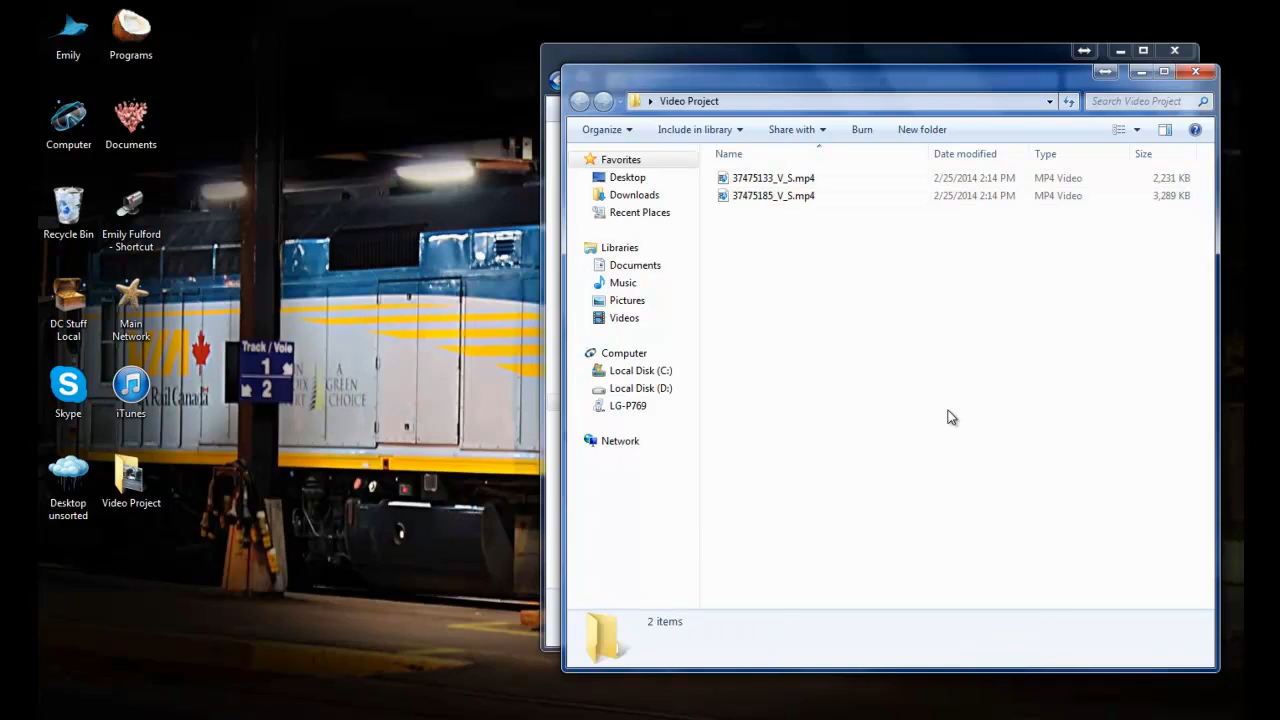 Emily
Programs
Computer
Documents
Recycle Bin
Emily Fulford
- Shortcut
DC Stuff
Local
Main
Network
Skype
iTunes
Desktop
unsorted
Video Project
Track / Voie
1
2
A
GREEN
CHOICE
Rail Canada
Video Project
Search Video Project
Organize
Include in library
Share with
Burn
New folder
Name
Date modified
Type
Size
37475133_V_S.mp4
2/25/2014 2:14 PM
MP4 Video
2,231 KB
37475185_V_S.mp4
2/25/2014 2:14 PM
MP4 Video
3,289 KB
Favorites
Desktop
Downloads
Recent Places
Libraries
Documents
Music
Pictures
Videos
Computer
Local Disk (C:)
Local Disk (D:)
LG-P769
Network
2 items